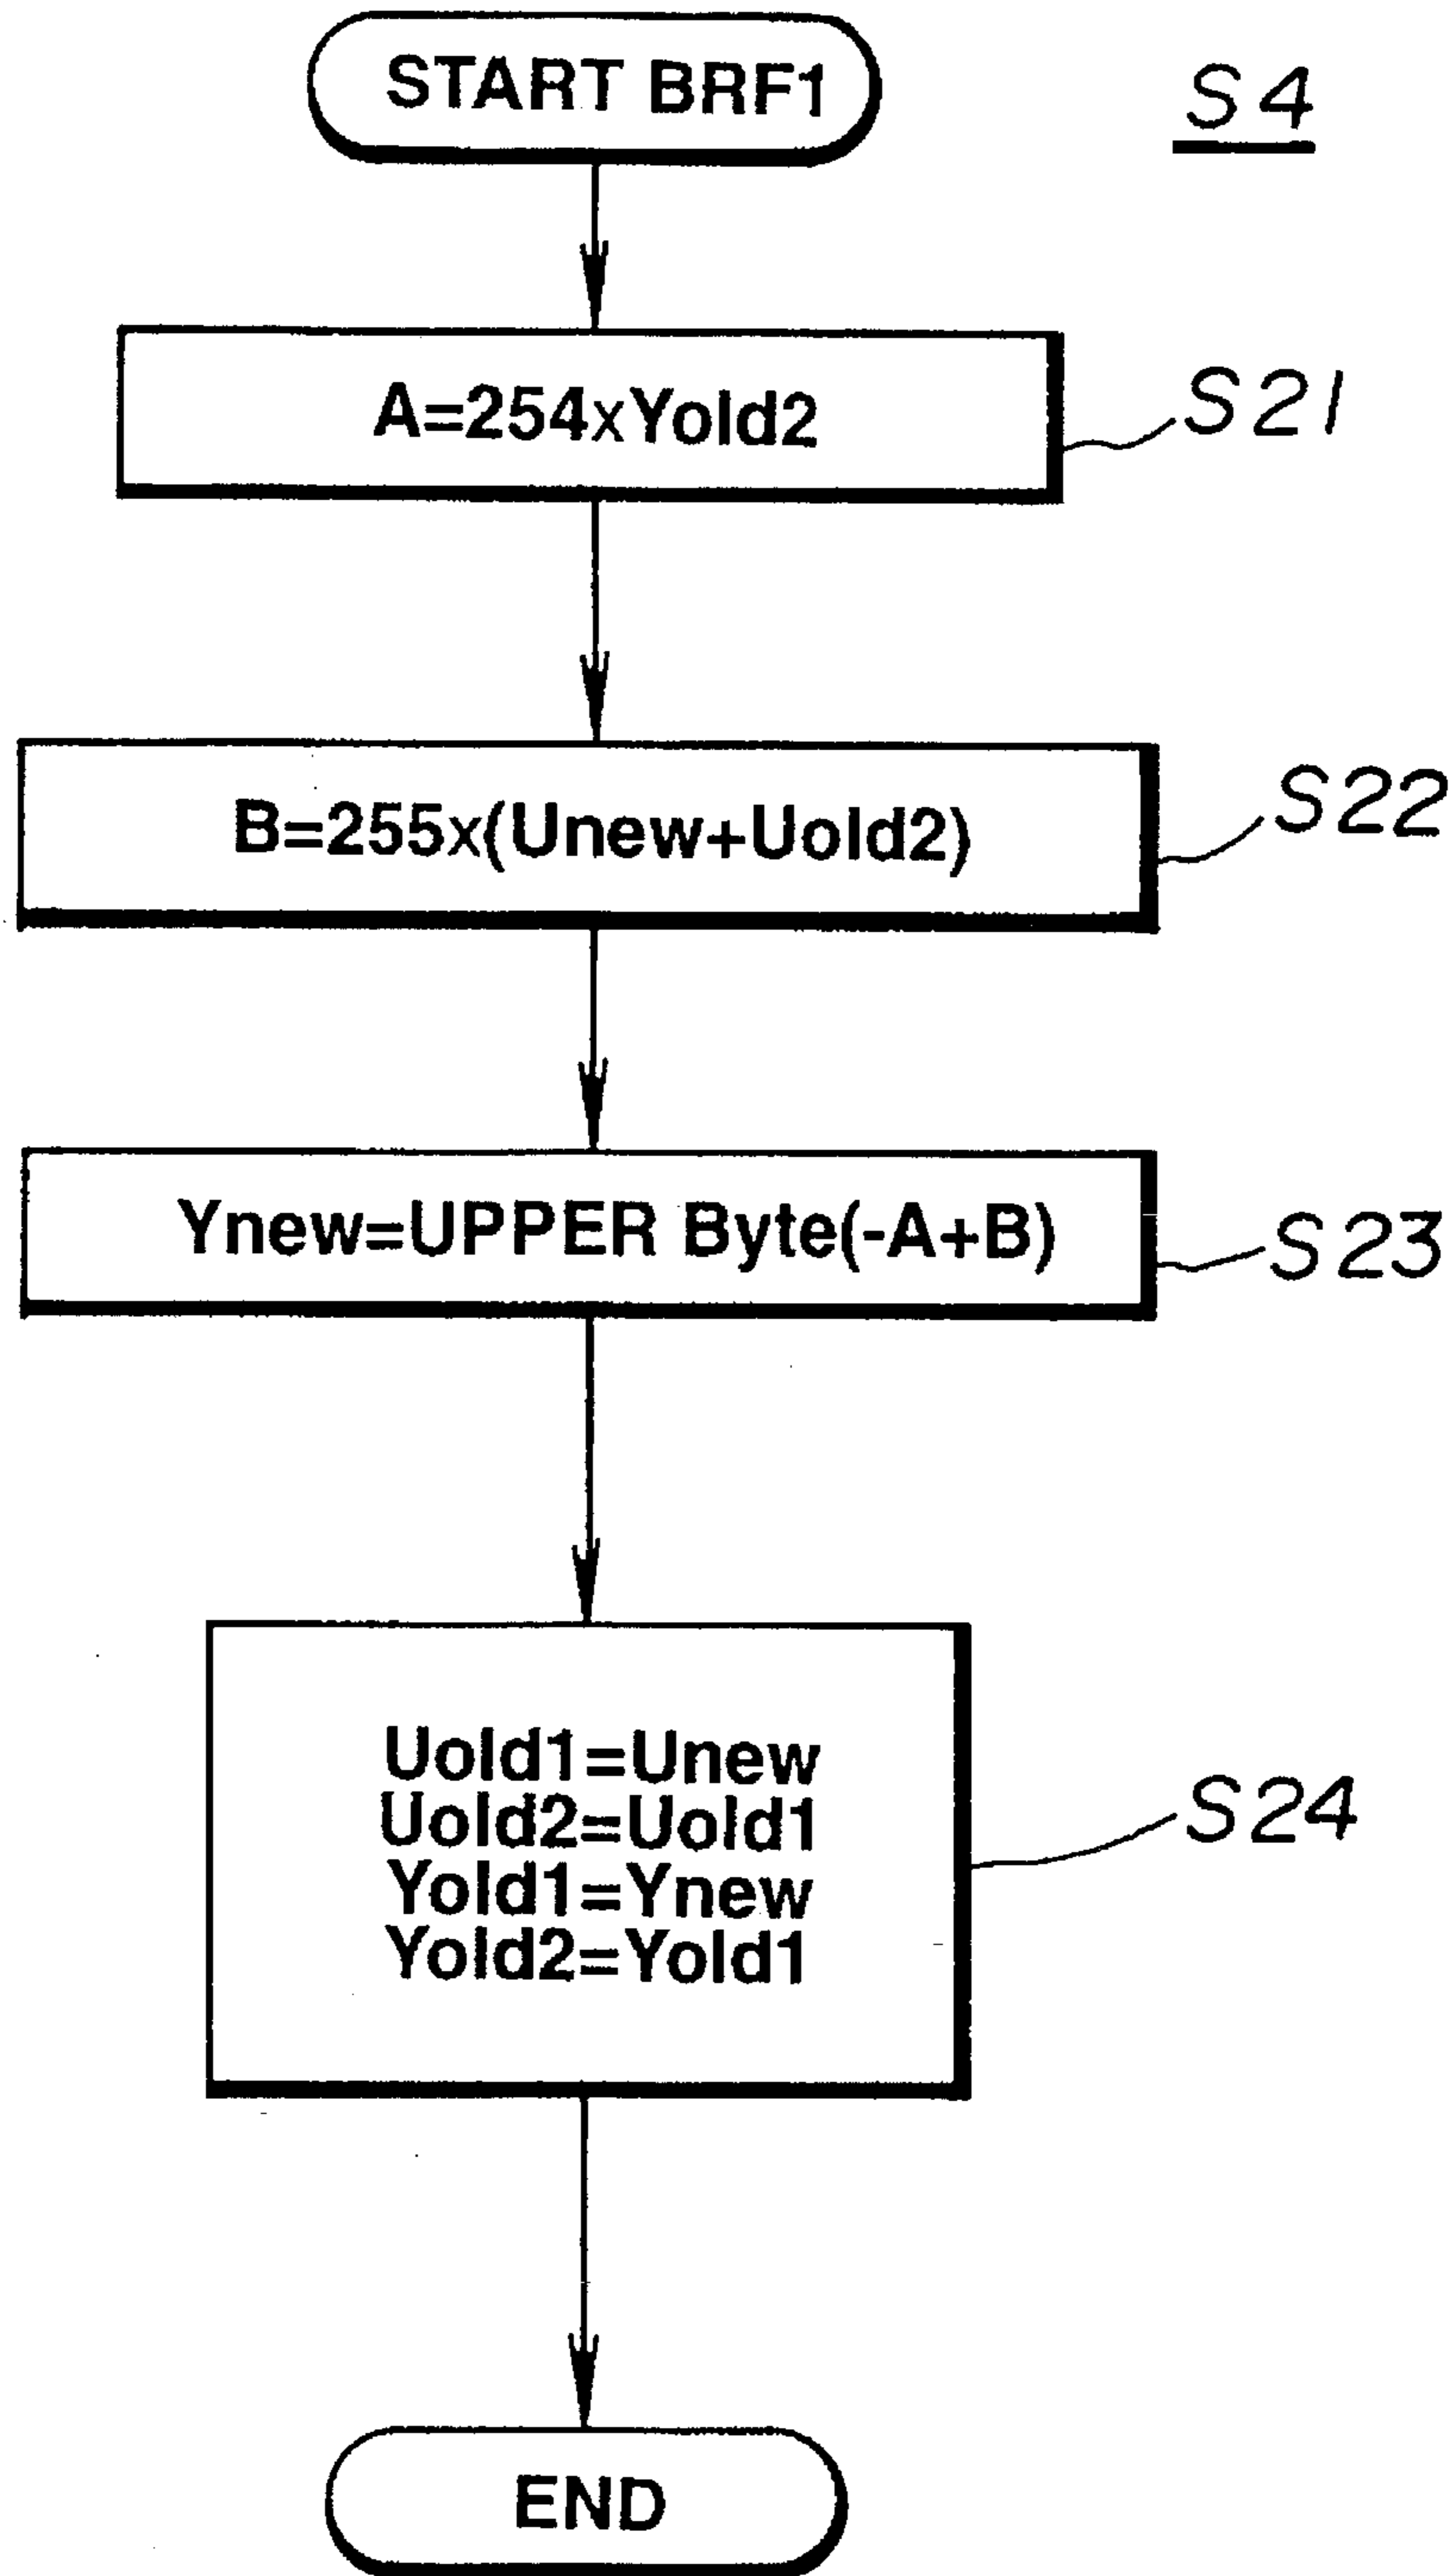 START BRF1
S4
A=254xYold2
S21
B=255x(Unew+Uold2)
S22
Ynew=UPPER Byte(-A+B)
S23
Uold1=Unew
Uold2=Uold1
Yold1=Ynew
Yold2=Yold1
S24
END